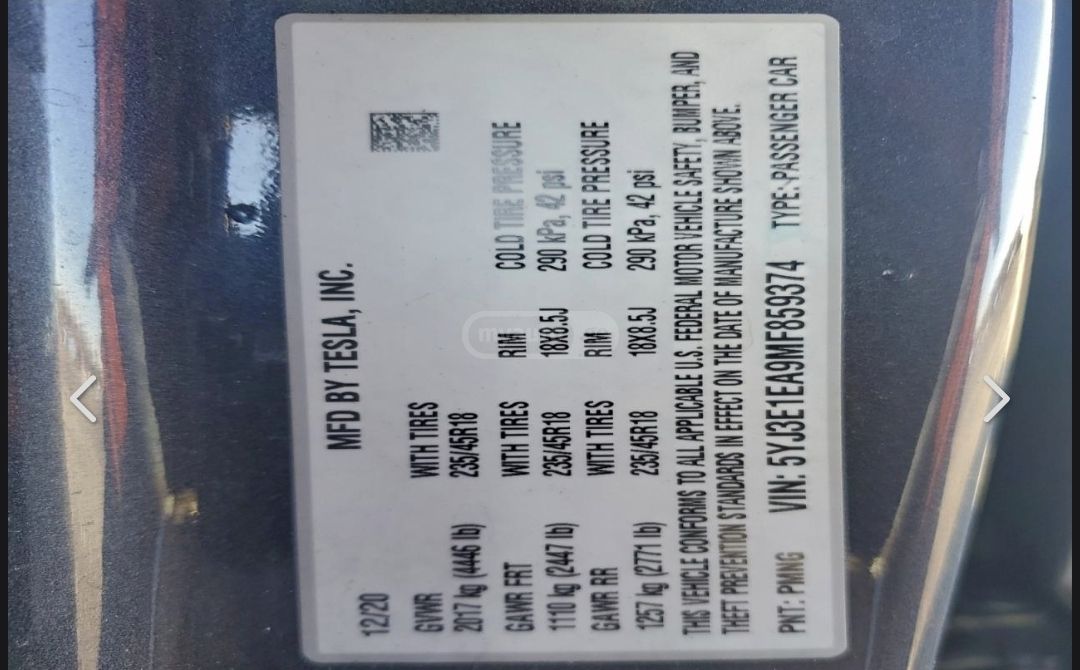 MFD BY TESLA, INC.
12/20
GVWR WITH TIRES
2017 kg (4446 lb) 235/45R18
GAWR FRT WITH TIRES RIM COLD TIRE PRESSURE
1110 kg (2447 lb) 235/45R18 18X8.5J 290 kPa, 42 psi
GAWR RR WITH TIRES RIM COLD TIRE PRESSURE
1257 kg (2771 lb) 235/45R18 18X8.5J 290 kPa, 42 psi
THIS VEHICLE CONFORMS TO ALL APPLICABLE U.S. FEDERAL MOTOR VEHICLE SAFETY, BUMPER, AND
THEFT PREVENTION STANDARDS IN EFFECT ON THE DATE OF MANUFACTURE SHOWN ABOVE.
PNT: PMNG VIN: 5YJ3E1EA9MF859374 TYPE: PASSENGER CAR